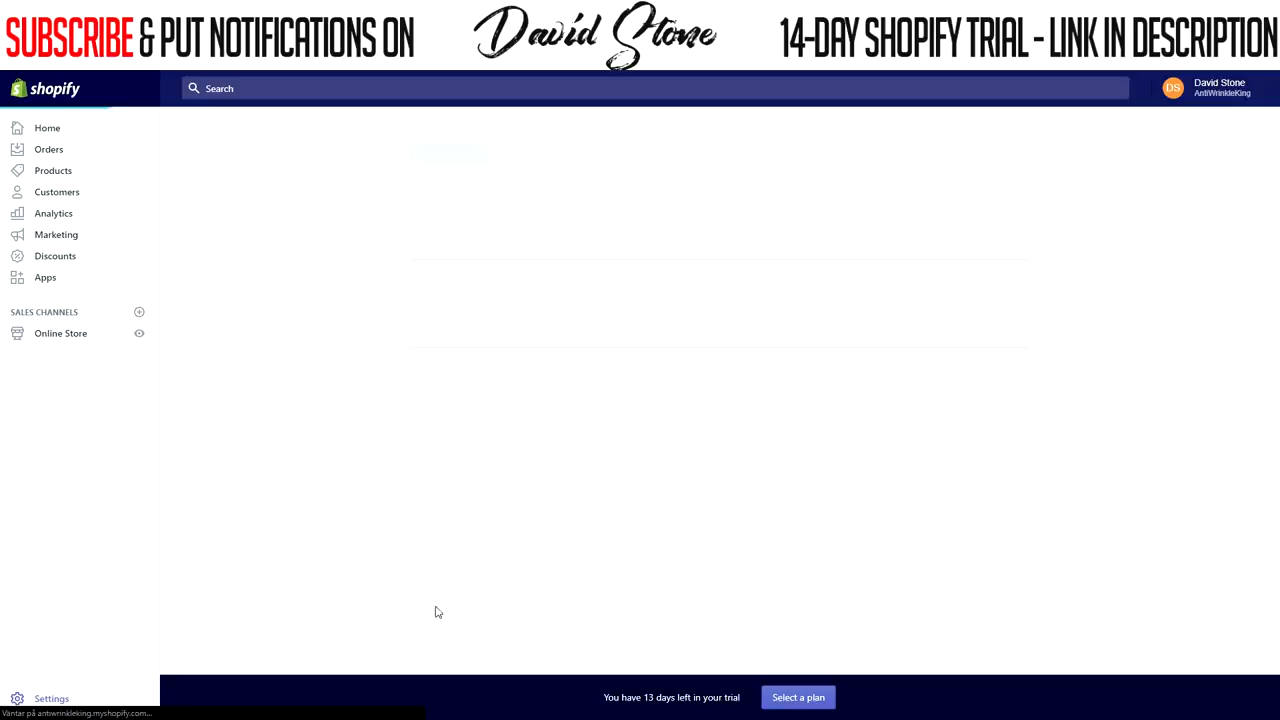 SUBSCRIBE & PUT NOTIFICATIONS ON
David Stone
14-DAY SHOPIFY TRIAL - LINK IN DESCRIPTION
shopify
Search
DS
David Stone
AntiWrinkleKing
Home
Orders
Products
Customers
Analytics
Marketing
Discounts
Apps
SALES CHANNELS
Online Store
Settings
You have 13 days left in your trial
Select a plan
Väntar på antiwrinkleking.myshopify.com...